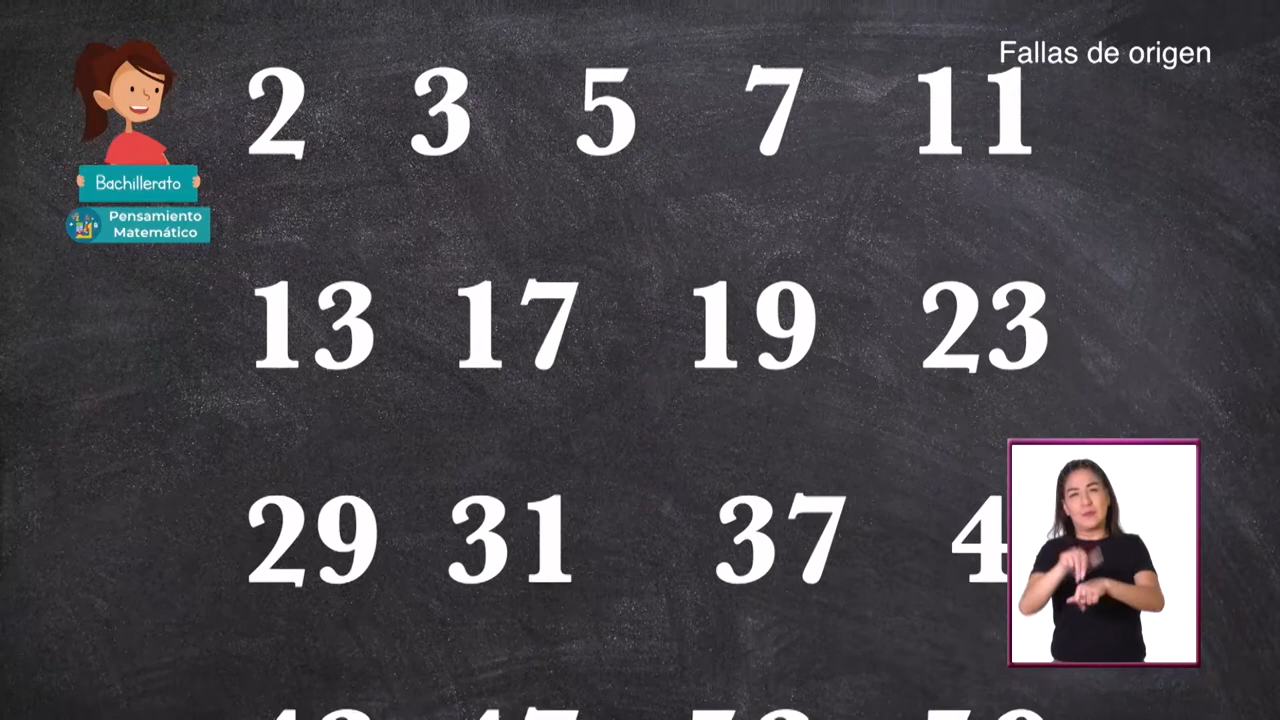 Fallas de origen
2 3 5 7 11
Bachillerato
Pensamiento
Matemático
13 17 19 23
29 31 37